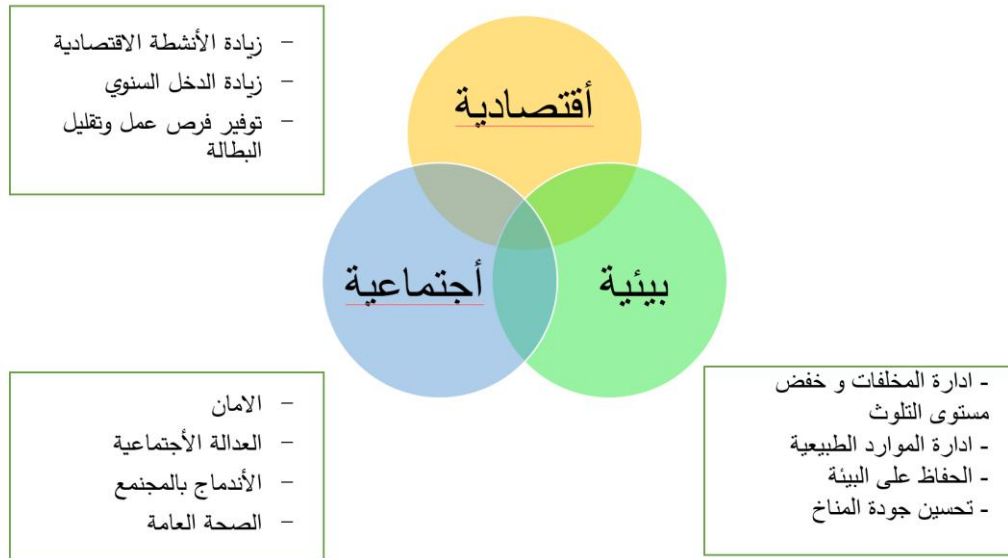 - زيادة الأنشطة الاقتصادية
- زيادة الدخل السنوي
- توفير فرص عمل وتقليل
البطالة
أقتصادية
أجتماعية
بيئية
- الامان
- العدالة الأجتماعية
- الأندماج بالمجنمع
- الصحة العامة
- ادارة المخلفات و خفض
مستوى التلوث
- ادارة الموارد الطبيعية
- الحفاظ على البيئة
- تحسين جودة المناخ